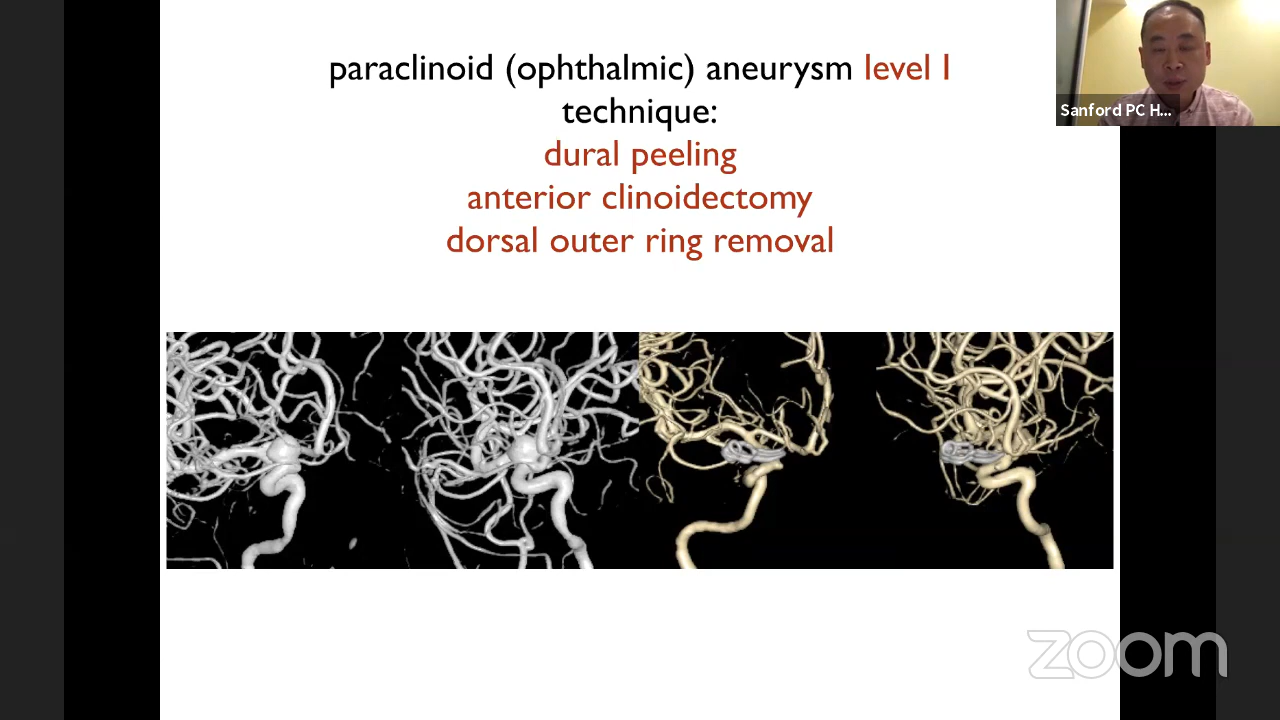 paraclinoid (ophthalmic) aneurysm level I
technique:
dural peeling
anterior clinoidectomy
dorsal outer ring removal
Sanford PC H...
zoom